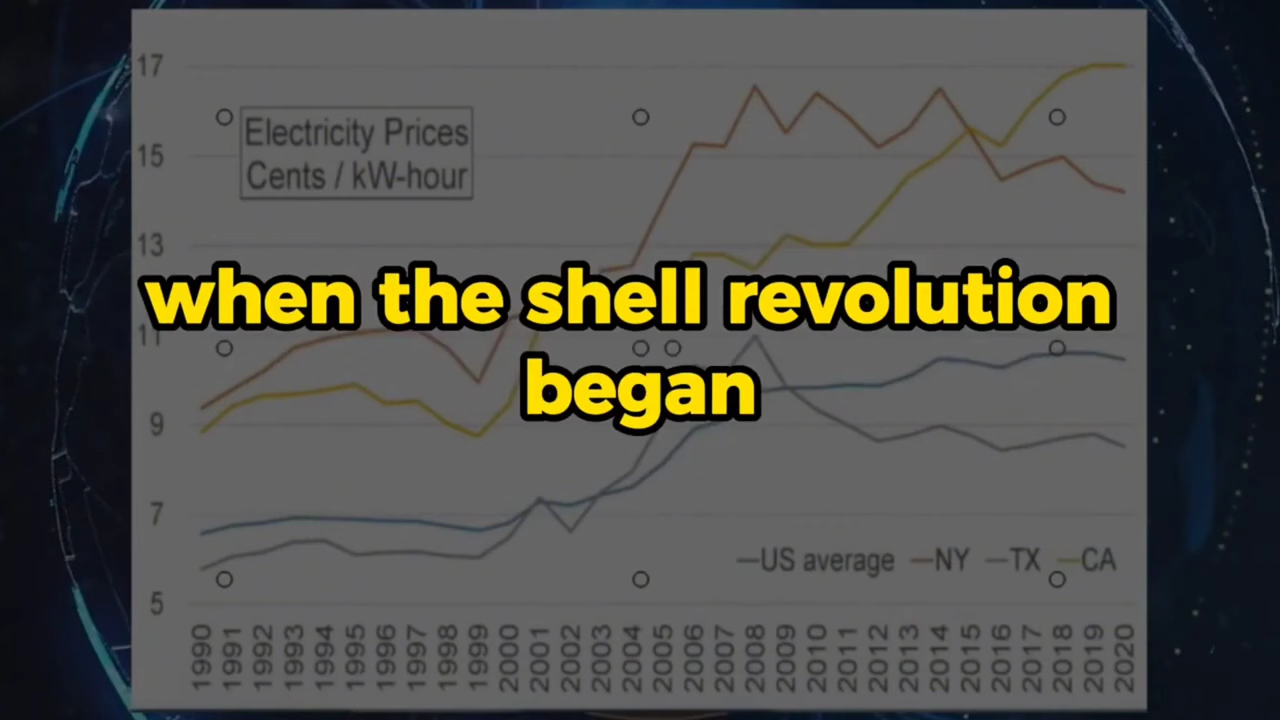 17
Electricity Prices
Cents / kW-hour
15
13
when the shell revolution
11
began
9
7
—US average —NY —TX —CA
5
1990 1991 1992 1993 1994 1995 1996 1997 1998 1999 2000 2001 2002 2003 2004 2005 2006 2007 2008 2009 2010 2011 2012 2013 2014 2015 2016 2017 2018 2019 2020